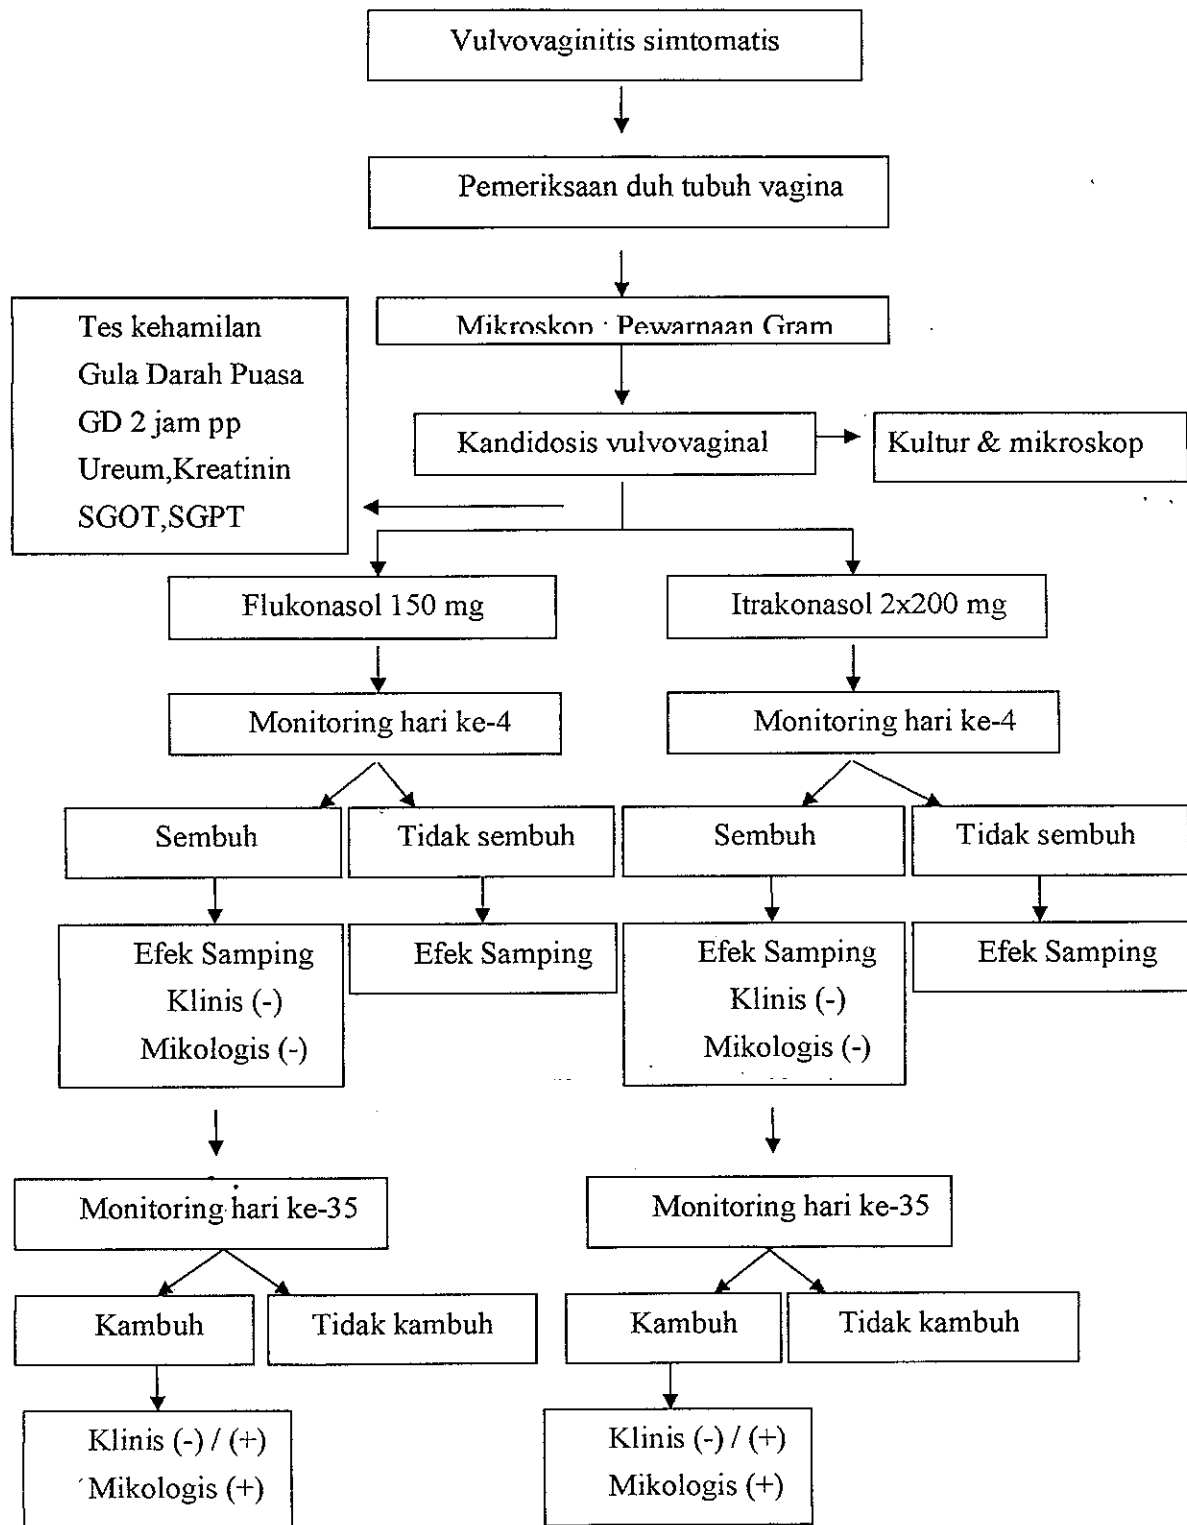 Vulvovaginitis simtomatis
Pemeriksaan duh tubuh vagina
Mikroskop : Pewarnaan Gram
Tes kehamilan
Gula Darah Puasa
GD 2 jam pp
Ureum,Kreatinin
SGOT,SGPT
Kandidosis vulvovaginal
Kultur & mikroskop
Flukonasol 150 mg
Itrakonasol 2x200 mg
Monitoring hari ke-4
Monitoring hari ke-4
Sembuh
Tidak sembuh
Sembuh
Tidak sembuh
Efek Samping
Klinis (-)
Mikologis (-)
Efek Samping
Efek Samping
Klinis (-)
Mikologis (-)
Efek Samping
Monitoring hari ke-35
Monitoring hari ke-35
Kambuh
Tidak kambuh
Kambuh
Tidak kambuh
Klinis (-) / (+)
Mikologis (+)
Klinis (-) / (+)
Mikologis (+)